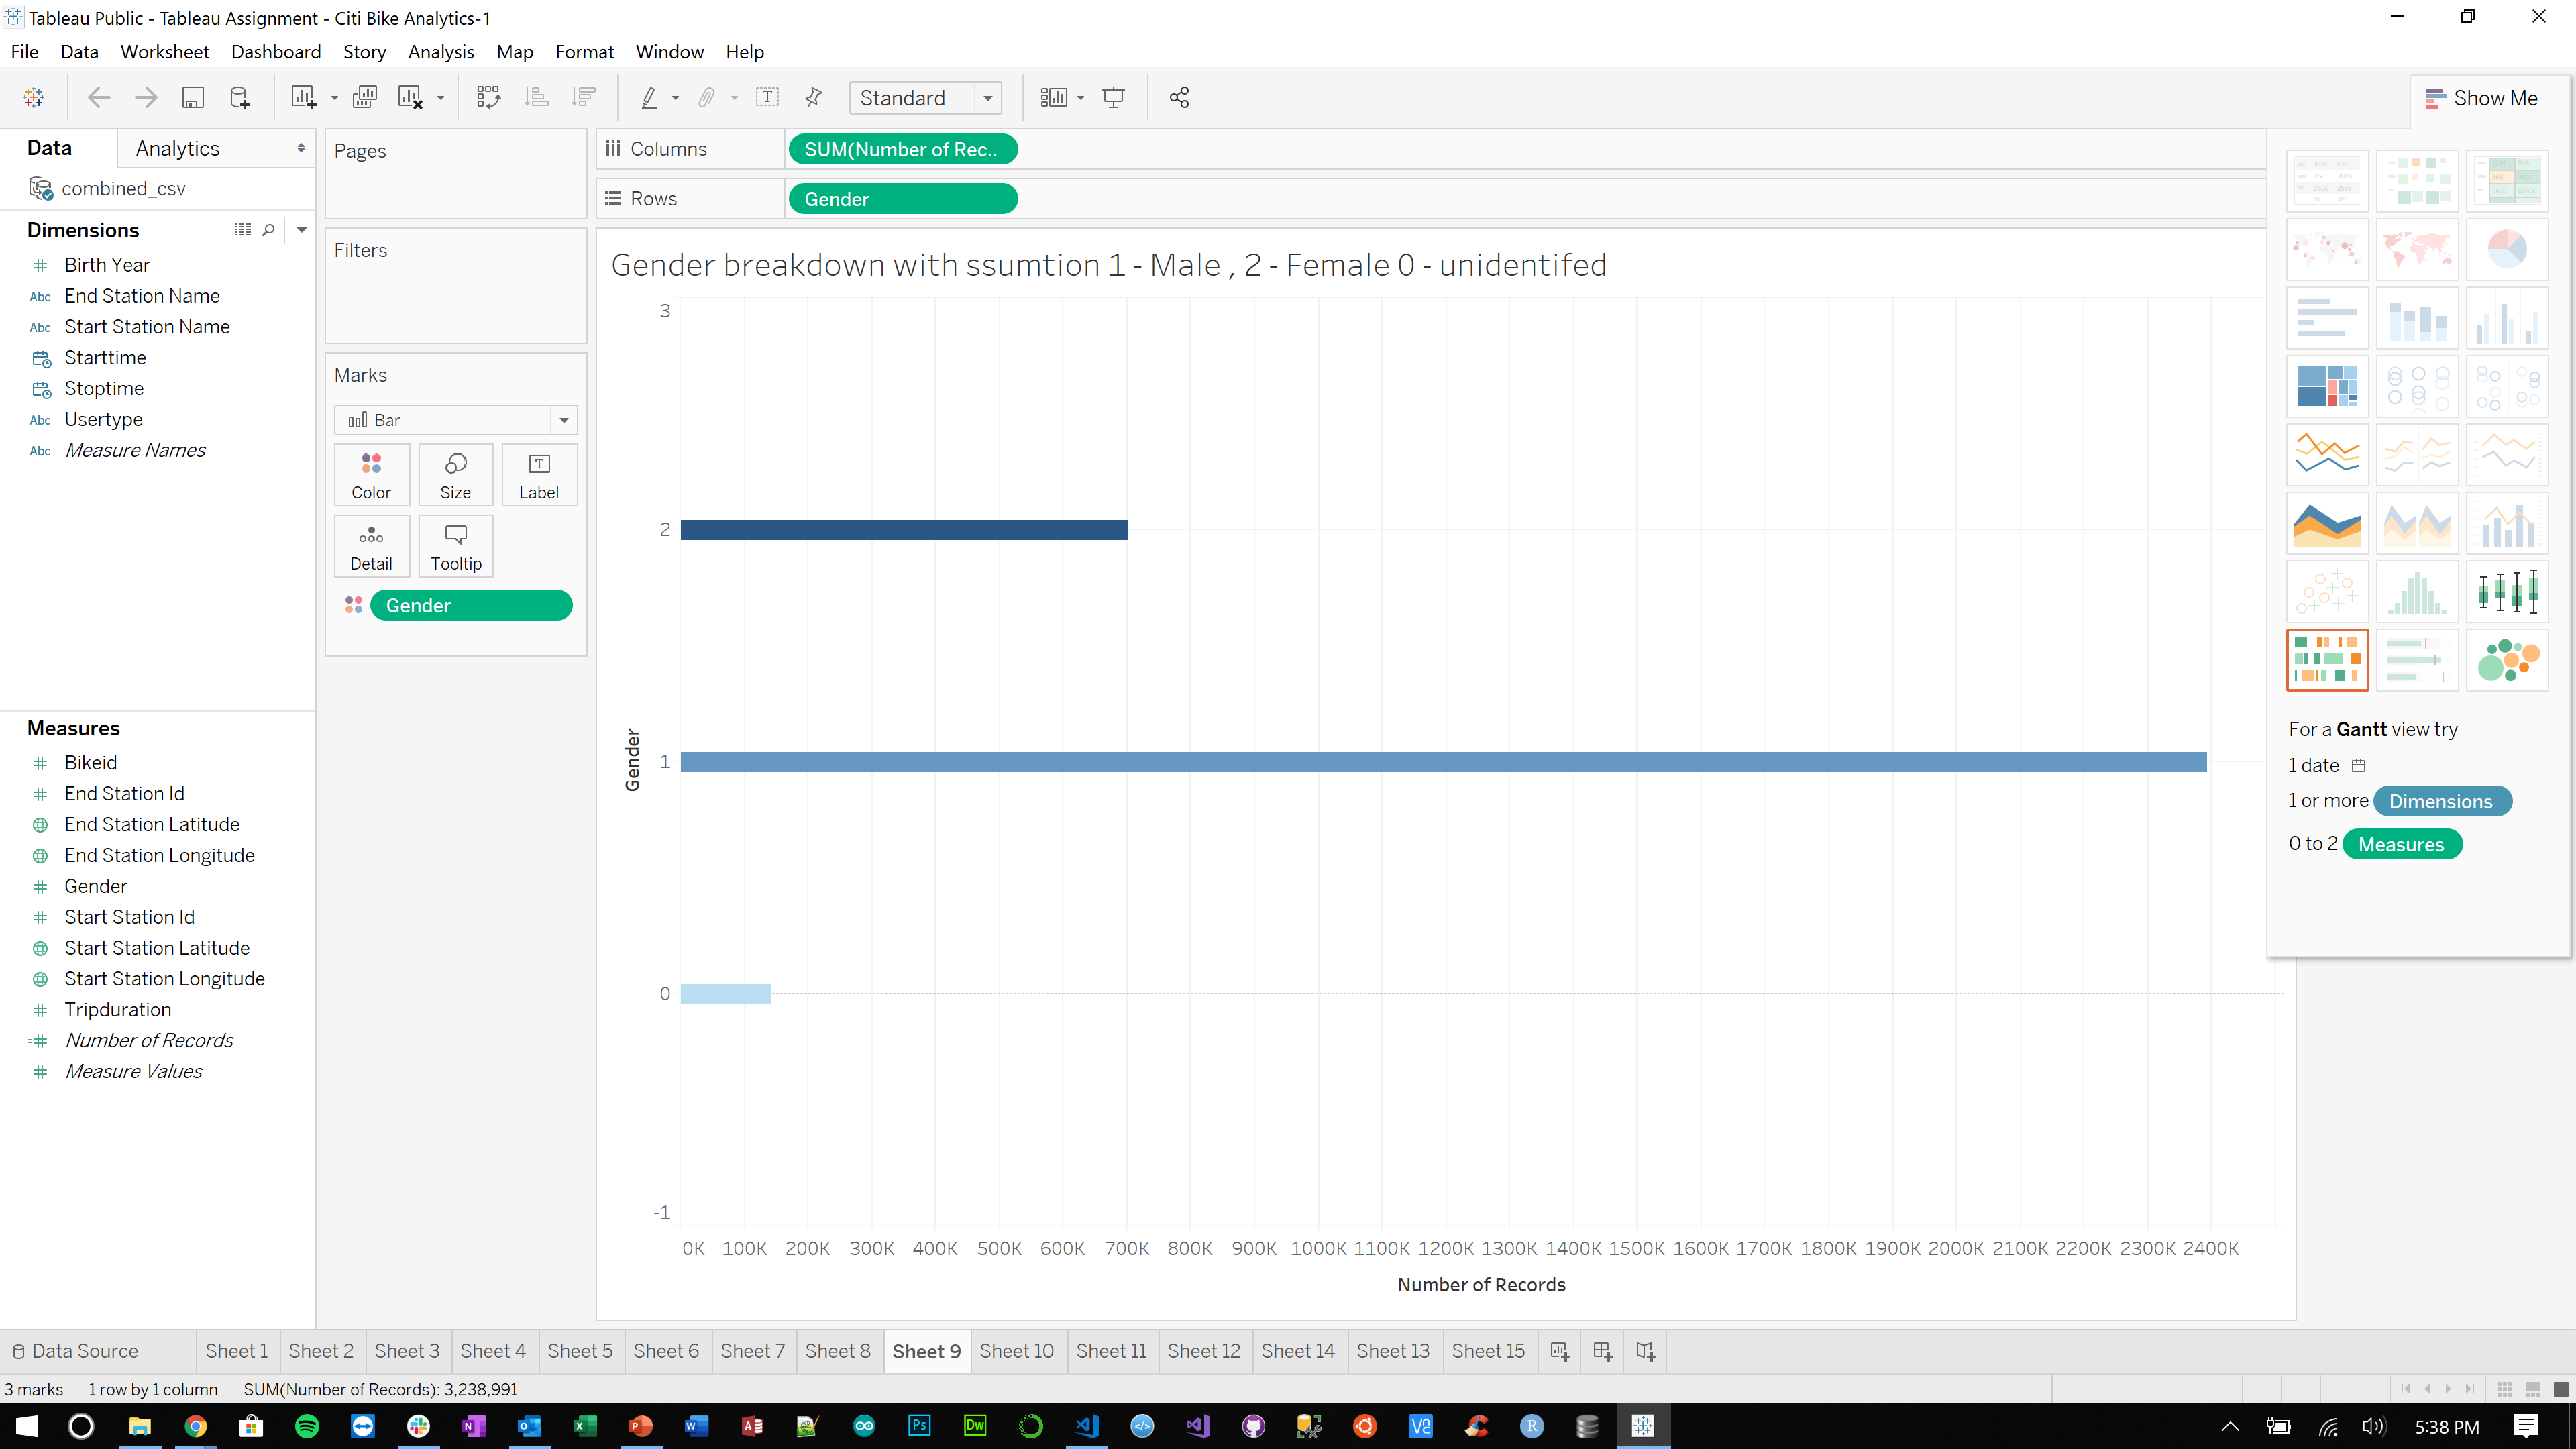 Tableau Public - Tableau Assignment - Citi Bike Analytics-1
File Data Worksheet Dashboard Story Analysis Map Format Window Help
Standard
Show Me
Data Analytics
combined_csv
Dimensions
Birth Year
Abc End Station Name
Abc Start Station Name
Starttime
Stoptime
Abc Usertype
Abc Measure Names
Measures
Bikeid
End Station Id
End Station Latitude
End Station Longitude
Gender
Start Station Id
Start Station Latitude
Start Station Longitude
Tripduration
Number of Records
Measure Values
Pages
Filters
Marks
Bar
Color Size Label
Detail Tooltip
Gender
Columns SUM(Number of Rec..
Rows Gender
Gender breakdown with ssumtion 1 - Male , 2 - Female 0 - unidentifed
3
2
1
0
-1
Gender
0K 100K 200K 300K 400K 500K 600K 700K 800K 900K 1000K 1100K 1200K 1300K 1400K 1500K 1600K 1700K 1800K 1900K 2000K 2100K 2200K 2300K 2400K
Number of Records
For a Gantt view try
1 date
1 or more Dimensions
0 to 2 Measures
Data Source Sheet 1 Sheet 2 Sheet 3 Sheet 4 Sheet 5 Sheet 6 Sheet 7 Sheet 8 Sheet 9 Sheet 10 Sheet 11 Sheet 12 Sheet 14 Sheet 13 Sheet 15
3 marks 1 row by 1 column SUM(Number of Records): 3,238,991
5:38 PM